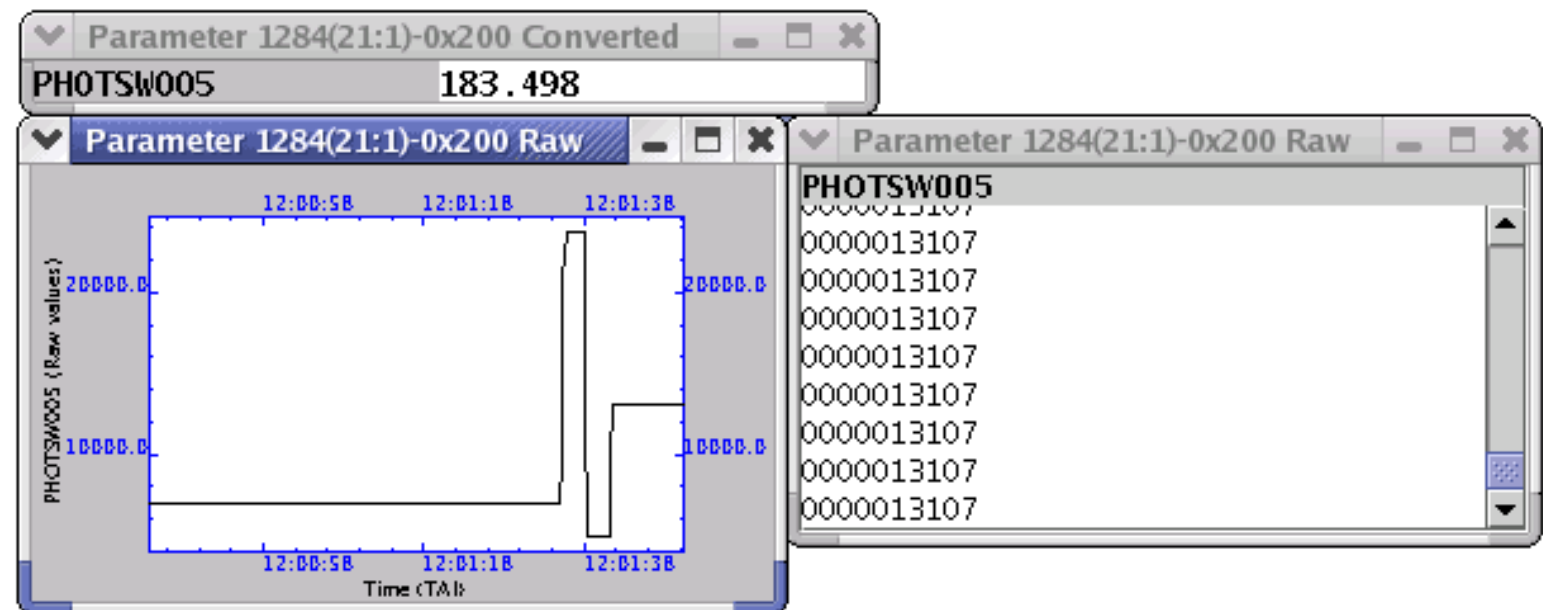 Parameter 1284(21:1)-0x200 Converted
PHOTSW005 183.498
Parameter 1284(21:1)-0x200 Raw
12:00:58 12:01:18 12:01:38
PHOTSW005 (Raw values)
20000.0 20000.0
10000.0 10000.0
12:00:58 12:01:18 12:01:38
Time (TAI)
Parameter 1284(21:1)-0x200 Raw
PHOTSW005
0000013107
0000013107
0000013107
0000013107
0000013107
0000013107
0000013107
0000013107
0000013107